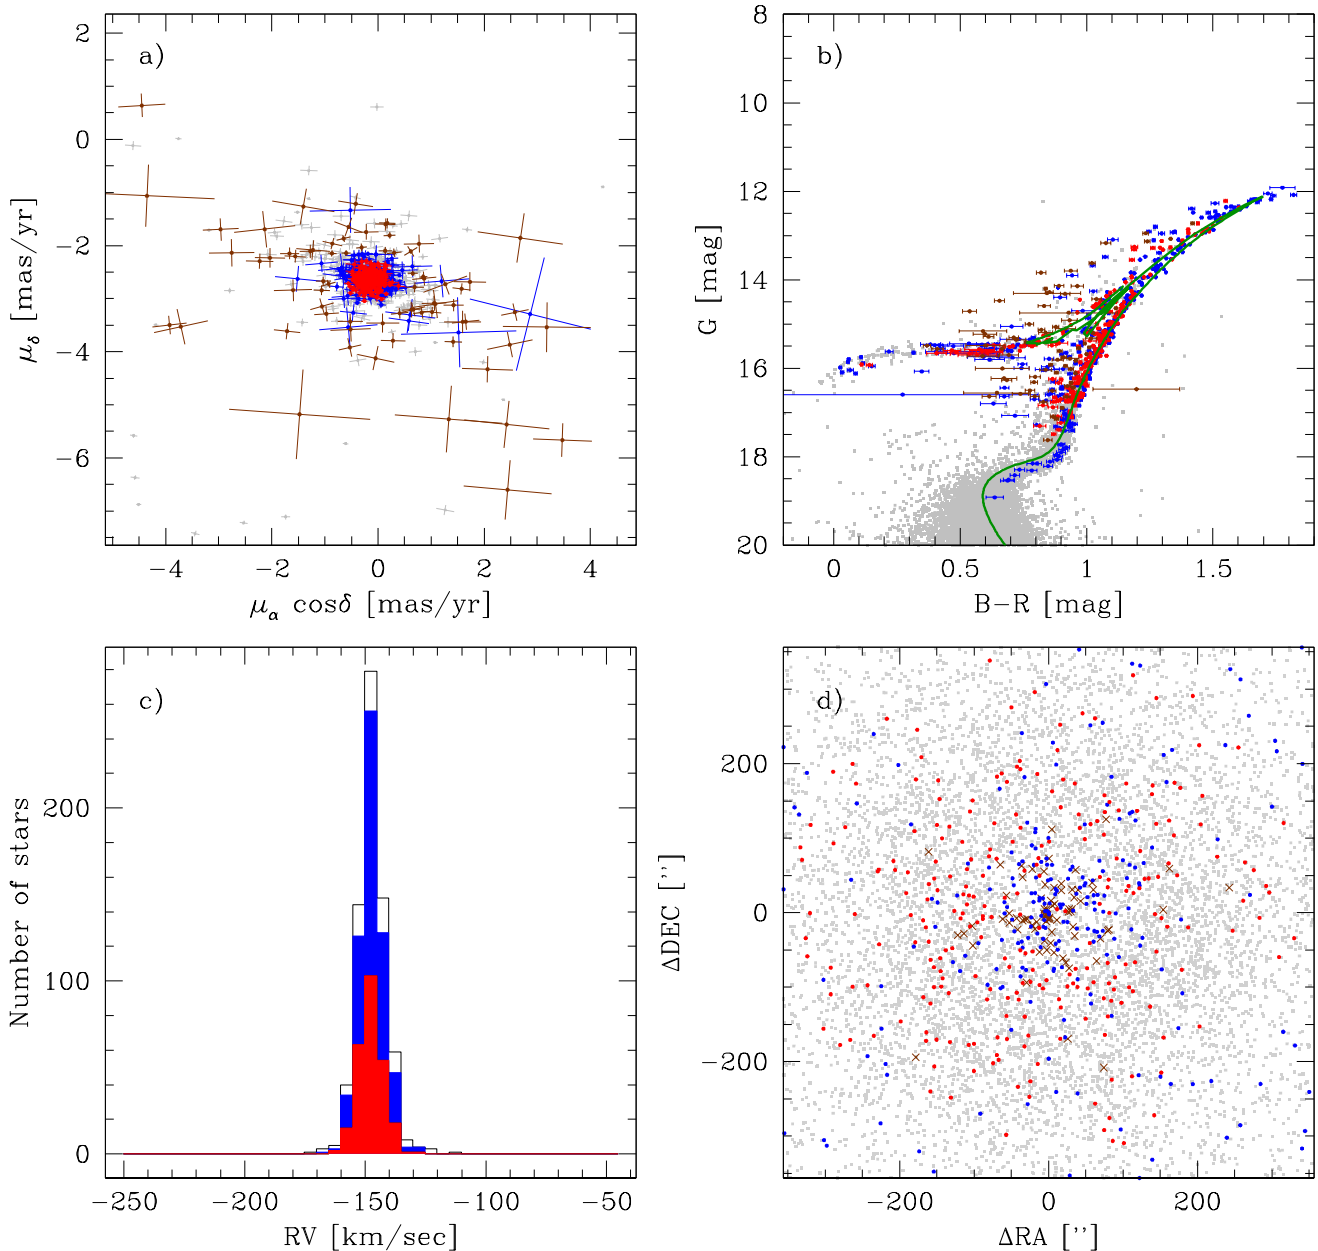 a)
2
0
−2
−4
−6
μδ [mas/yr]
−4
−2
0
2
4
μα cosδ [mas/yr]
b)
8
10
12
14
16
18
20
G [mag]
0
0.5
1
1.5
B−R [mag]
c)
200
100
0
Number of stars
−250
−200
−150
−100
−50
RV [km/sec]
d)
200
0
−200
ΔDEC ['']
−200
0
200
ΔRA ['']